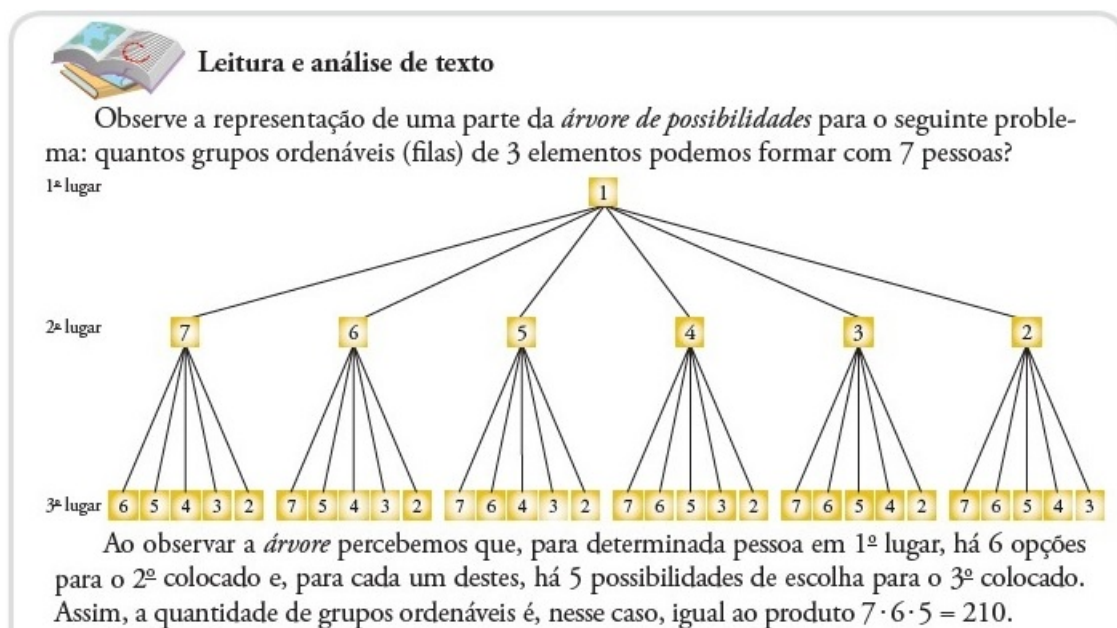 Leitura e análise de texto
Observe a representação de uma parte da árvore de possibilidades para o seguinte proble-
ma: quantos grupos ordenáveis (filas) de 3 elementos podemos formar com 7 pessoas?
1º lugar
1
2º lugar
7 6 5 4 3 2
3º lugar
6 5 4 3 2 7 5 4 3 2 7 6 4 3 2 7 6 5 3 2 7 6 5 4 2 7 6 5 4 3
Ao observar a árvore percebemos que, para determinada pessoa em 1º lugar, há 6 opções
para o 2º colocado e, para cada um destes, há 5 possibilidades de escolha para o 3º colocado.
Assim, a quantidade de grupos ordenáveis é, nesse caso, igual ao produto 7·6·5 = 210.